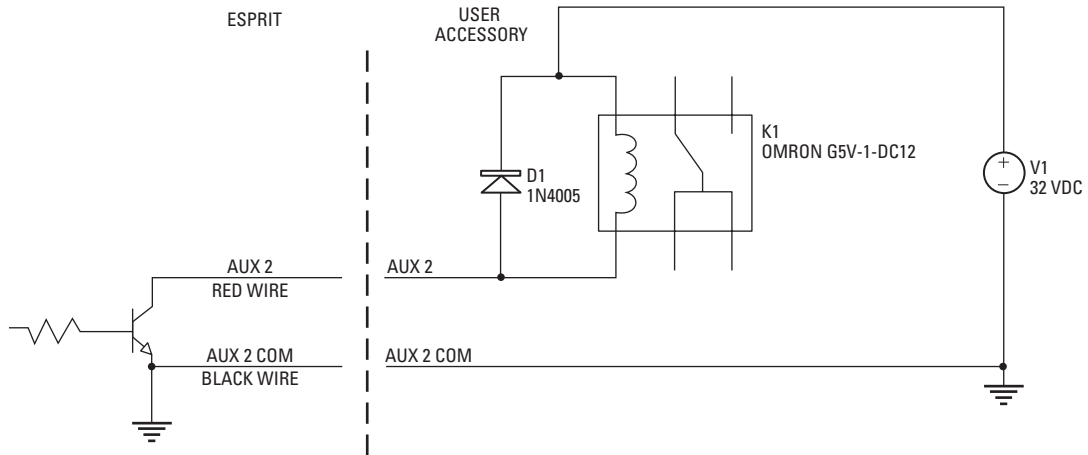 ESPRIT
USER
ACCESSORY
K1
OMRON G5V-1-DC12
D1
1N4005
+
−
V1
32 VDC
AUX 2
RED WIRE
AUX 2
AUX 2 COM
BLACK WIRE
AUX 2 COM